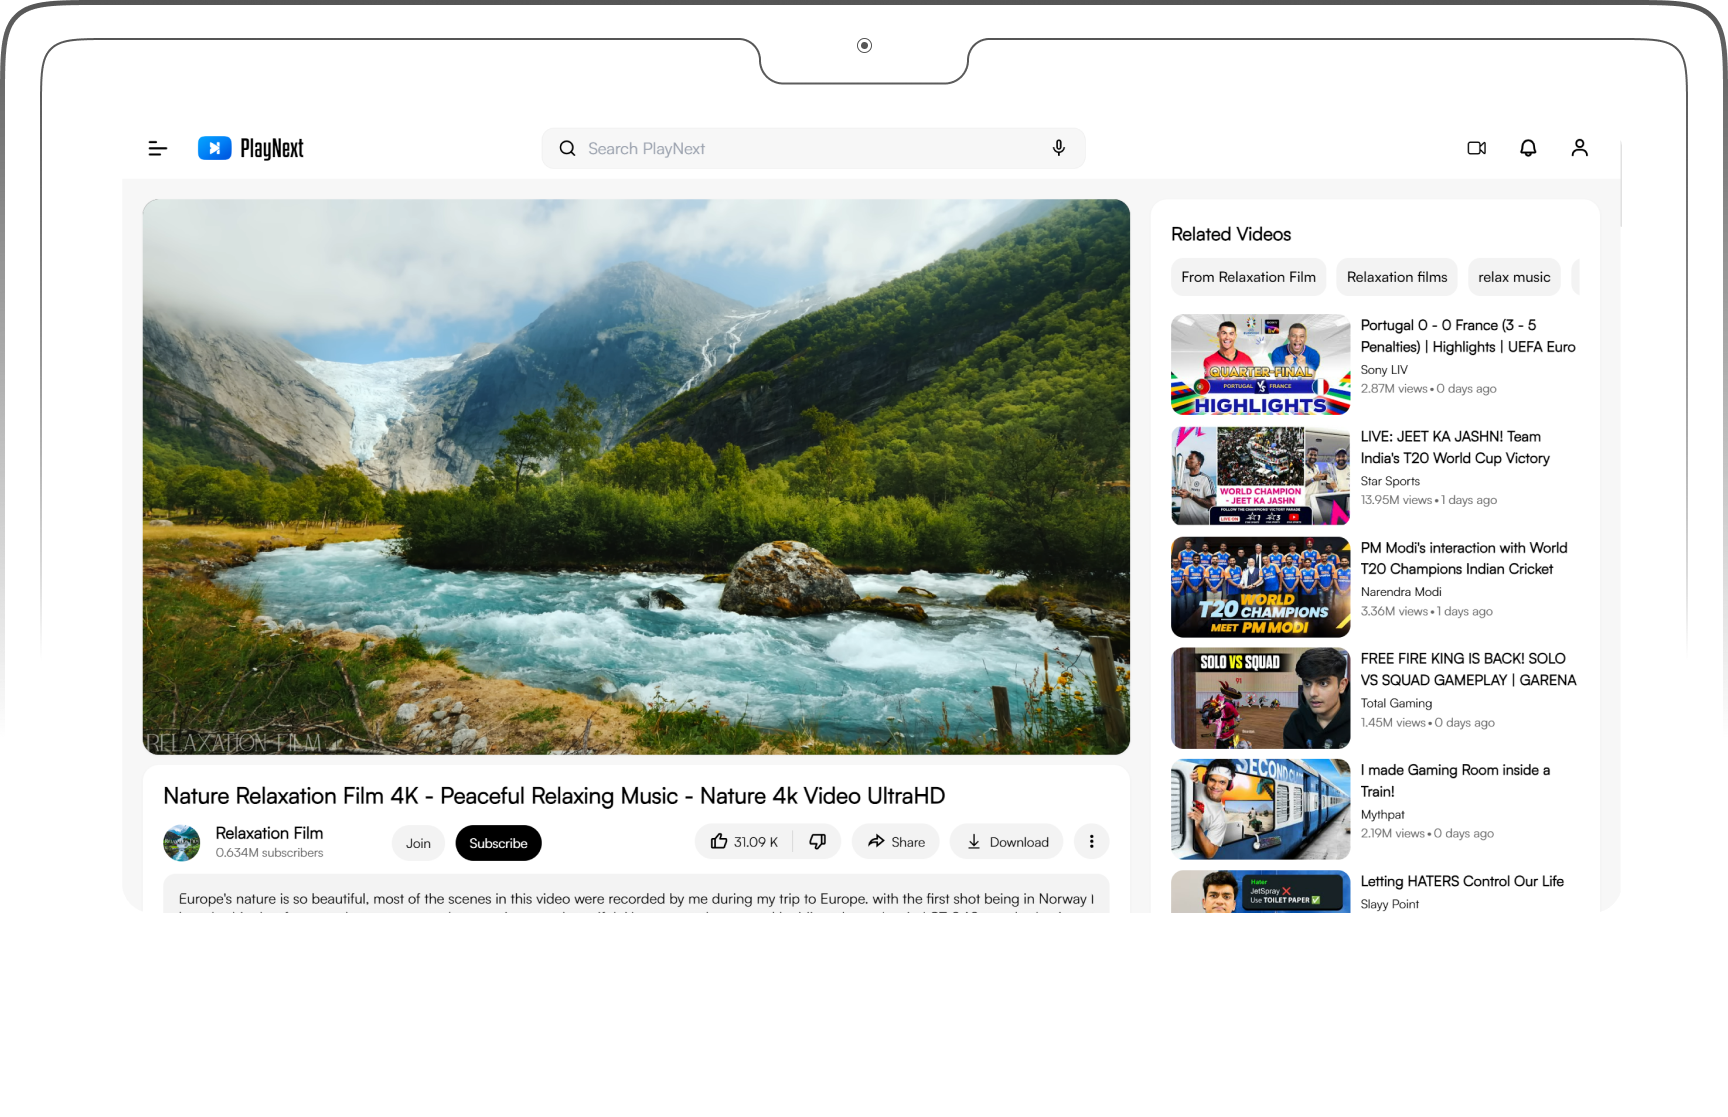 PlayNext
Search PlayNext
RELAXATION FILM
Nature Relaxation Film 4K - Peaceful Relaxing Music - Nature 4k Video UltraHD
Relaxation Film
0.634M subscribers
Join
Subscribe
31.09 K
Share
Download
Europe's nature is so beautiful, most of the scenes in this video were recorded by me during my trip to Europe. with the first shot being in Norway I
Related Videos
From Relaxation Film
Relaxation films
relax music
QUARTER-FINAL
PORTUGAL VS FRANCE
HIGHLIGHTS
Portugal 0 - 0 France (3 - 5
Penalties) | Highlights | UEFA Euro
Sony LIV
2.87M views • 0 days ago
WORLD CHAMPION
- JEET KA JASHN
FOLLOW THE CHAMPIONS' VICTORY PARADE
LIVE: JEET KA JASHN! Team
India's T20 World Cup Victory
Star Sports
13.95M views • 1 days ago
T20 WORLD
CHAMPIONS
MEET PM MODI
PM Modi's interaction with World
T20 Champions Indian Cricket
Narendra Modi
3.36M views • 1 days ago
SOLO VS SQUAD
FREE FIRE KING IS BACK! SOLO
VS SQUAD GAMEPLAY | GARENA
Total Gaming
1.45M views • 0 days ago
SECOND CLASS
I made Gaming Room inside a
Train!
Mythpat
2.19M views • 0 days ago
Hater
JetSpray ❌
Use TOILET PAPER ✅
Letting HATERS Control Our Life
Slayy Point